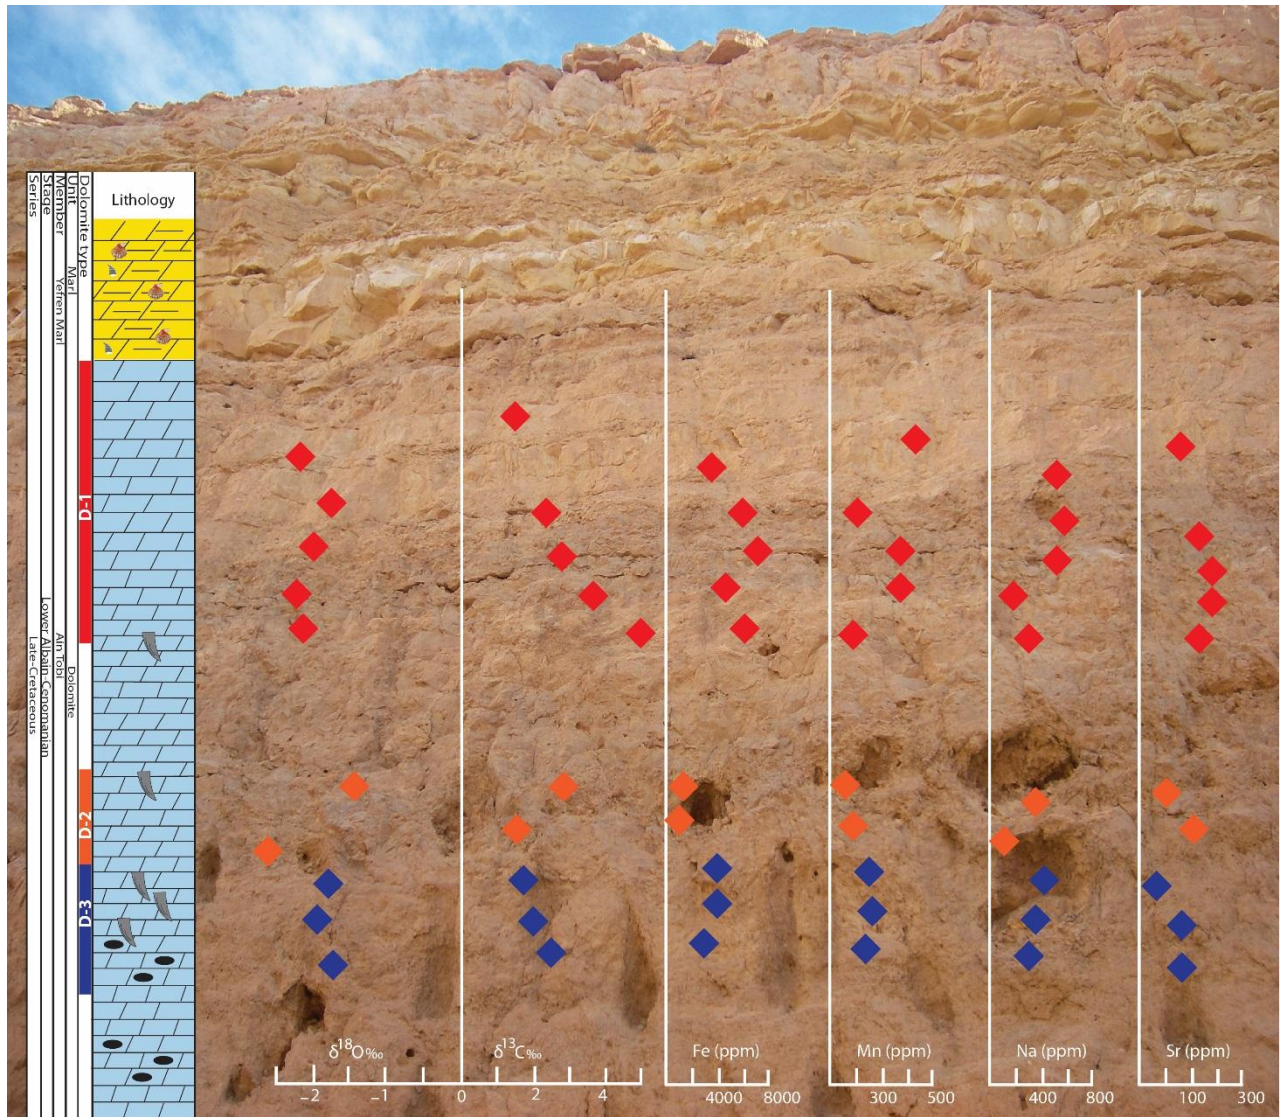 Series
Stage
Member
Unit
Dolomite type
Lithology
Marl
Yefren Marl
D-1
Lower Albain-Cenomanian
Late-Cretaceous
Ain Tobi
Dolomite
D-2
D-3
δ18O‰
δ13C‰
Fe (ppm)
Mn (ppm)
Na (ppm)
Sr (ppm)
−2 −1 0 2 4 4000 8000 300 500 400 800 100 300